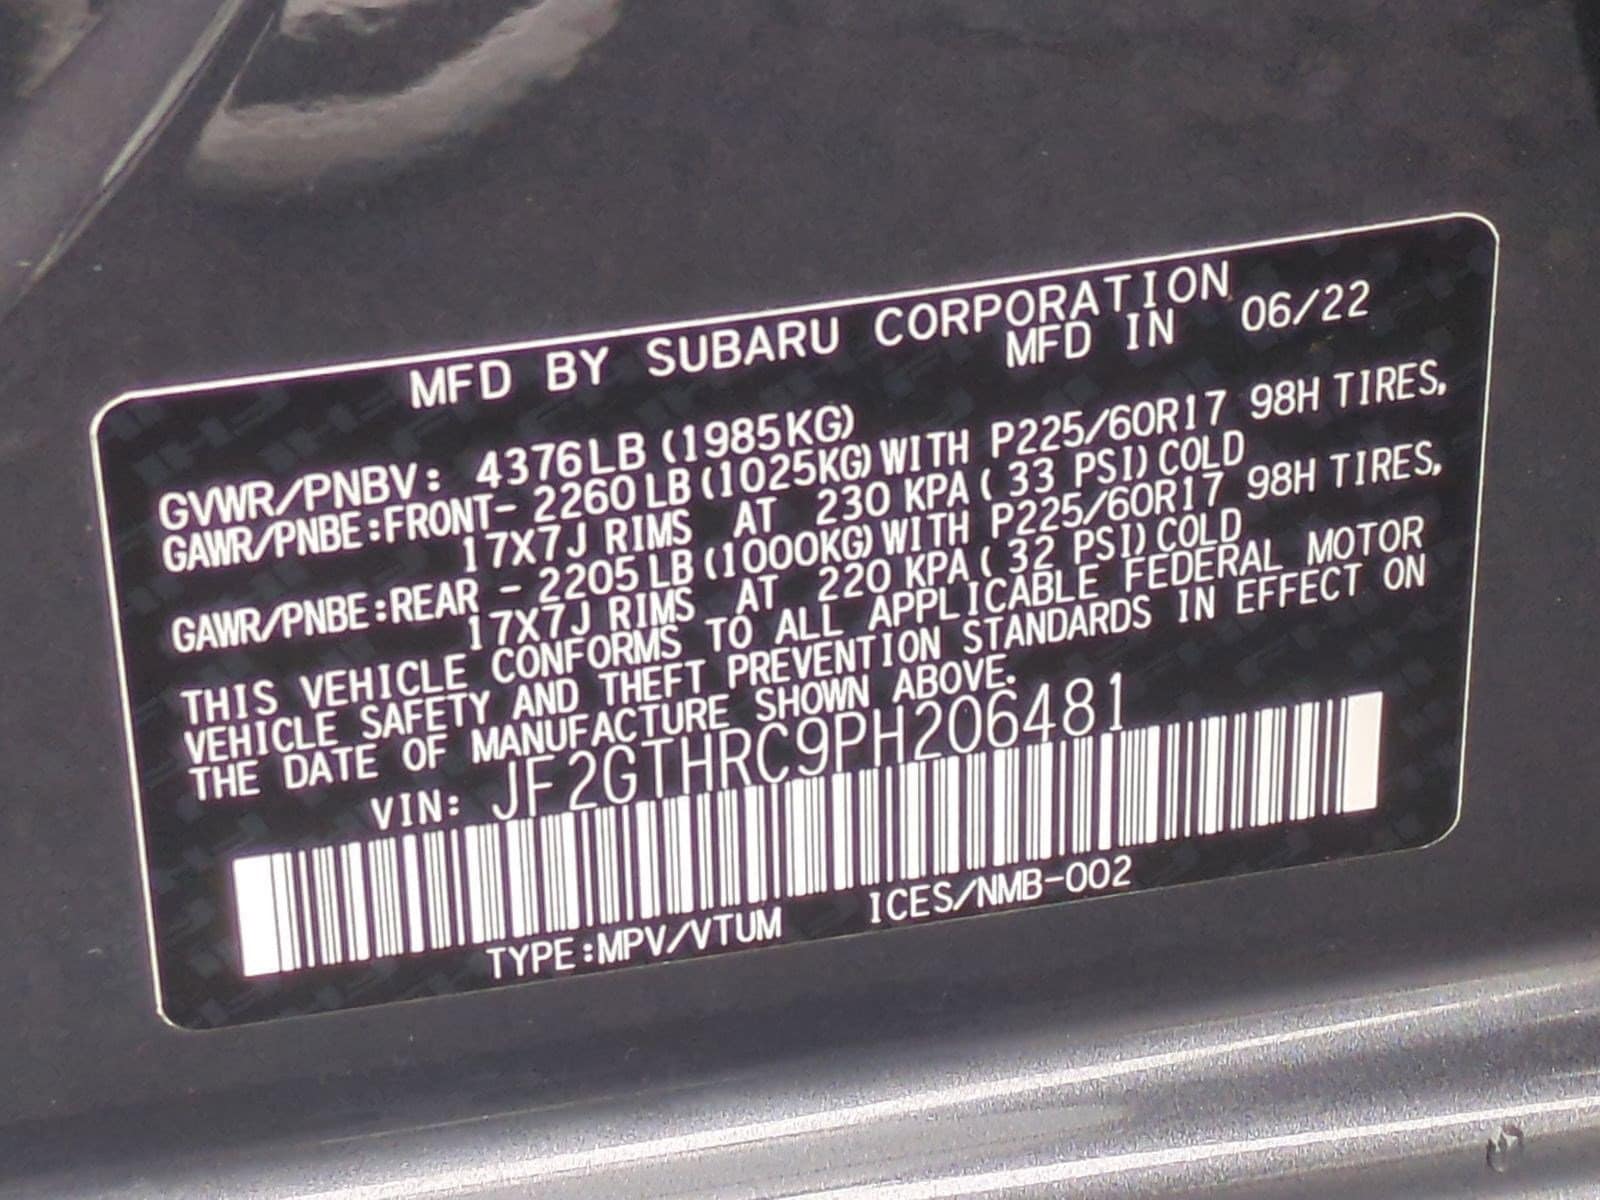 MFD BY SUBARU CORPORATION
MFD IN 06/22
GVWR/PNBV: 4376LB (1985KG)
GAWR/PNBE:FRONT- 2260LB (1025KG) WITH P225/60R17 98H TIRES,
17X7J RIMS AT 230 KPA ( 33 PSI) COLD
GAWR/PNBE:REAR - 2205LB (1000KG) WITH P225/60R17 98H TIRES,
17X7J RIMS AT 220 KPA ( 32 PSI) COLD
THIS VEHICLE CONFORMS TO ALL APPLICABLE FEDERAL MOTOR
VEHICLE SAFETY AND THEFT PREVENTION STANDARDS IN EFFECT ON
THE DATE OF MANUFACTURE SHOWN ABOVE.
VIN: JF2GTHRC9PH206481
TYPE:MPV/VTUM ICES/NMB-002